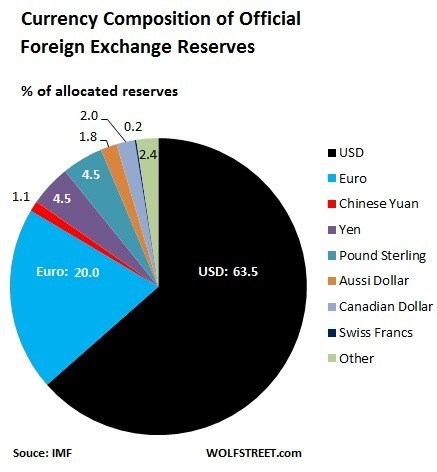 Currency Composition of Official
Foreign Exchange Reserves
% of allocated reserves
2.0
0.2
1.8
2.4
4.5
4.5
1.1
Euro: 20.0
USD: 63.5
USD
Euro
Chinese Yuan
Yen
Pound Sterling
Aussi Dollar
Canadian Dollar
Swiss Francs
Other
Souce: IMF
WOLFSTREET.com